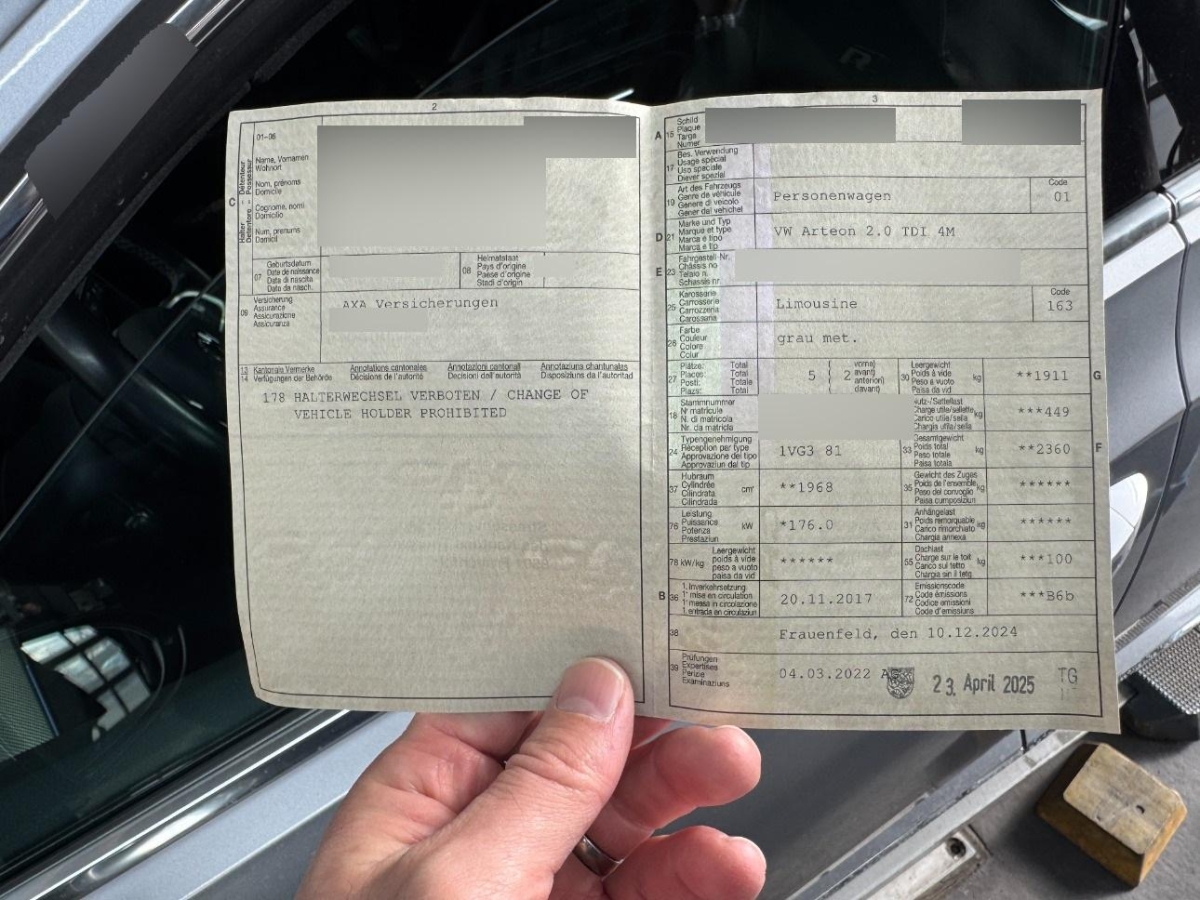 2
01-06
C
Halter - Détenteur
Detentore - Possessur
Name, Vornamen
Wohnort
Nom, prénoms
Domicile
Cognome, nomi
Domicilio
Num, prenums
Domicil
07
Geburtsdatum
Date de naissance
Data di nascita
Data da nasch.
08
Heimatstaat
Pays d'origine
Paese d'origine
Stadi d'origin
09
Versicherung
Assurance
Assicurazione
Assicuranza
AXA Versicherungen
13
14
Kantonale Vermerke
Verfügungen der Behörde
Annotations cantonales
Décisions de l'autorité
Annotazioni cantonali
Decisioni dell'autorità
Annotaziuns chantunalas
Disposiziuns da l'autoritad
178 HALTERWECHSEL VERBOTEN / CHANGE OF
VEHICLE HOLDER PROHIBITED
3
A
15
Schild
Plaque
Targa
Numer
17
Bes. Verwendung
Usage spécial
Uso speciale
Diever spezial
19
Art des Fahrzeugs
Genre de véhicule
Genere di veicolo
Gener dal vehichel
Personenwagen
Code
01
D
21
Marke und Typ
Marque et type
Marca e tipo
Marca e tip
VW Arteon 2.0 TDI 4M
E
23
Fahrgestell-Nr.
Châssis no
Telaio n.
Schassis nr.
25
Karosserie
Carrosserie
Carrozzeria
Carossaria
Limousine
Code
163
26
Farbe
Couleur
Colore
Colur
grau met.
27
Plätze: Total
Places: Total
Posti: Totale
Plazs: Total
5 ( 2
vorne)
avant)
anteriori)
davant)
30
Leergewicht
Poids à vide
Peso a vuoto
Paisa da vid
kg
**1911
G
18
Stammnummer
Nº matricule
N. di matricola
Nr. da matricla
utz-/Sattellast
Charge utile/sellette
Carico utile/sella
Chargia utila/sella
kg
***449
24
Typengenehmigung
Réception par type
Approvazione del tipo
Approvaziun dal tip
1VG3 81
33
Gesamtgewicht
Poids total
Peso totale
Paisa totala
kg
**2360
F
37
Hubraum
Cylindrée
Cilindrata
Cilindrada
cm³
**1968
35
Gewicht des Zuges
Poids de l'ensemble
Peso del convoglio
Paisa cumposiziun
kg
******
76
Leistung
Puissance
Potenza
Prestaziun
kW
*176.0
31
Anhängelast
Poids remorquable
Carico rimorchiato
Chargia annexa
kg
******
78 kW/kg
Leergewicht
poids à vide
peso a vuoto
paisa da vid
******
55
Dachlast
Charge sur le toit
Carico sul tetto
Chargia sin il tetg
kg
***100
B
36
1. Inverkehrsetzung
1re mise en circulation
1a messa in circolazione
1. entrada en circulaziun
20.11.2017
72
Emissionscode
Code émissions
Codice emissioni
Code d'emissiuns
***B6b
38
Frauenfeld, den 10.12.2024
39
Prüfungen
Expertises
Perizie
Examinaziuns
04.03.2022 A
23. April 2025
TG